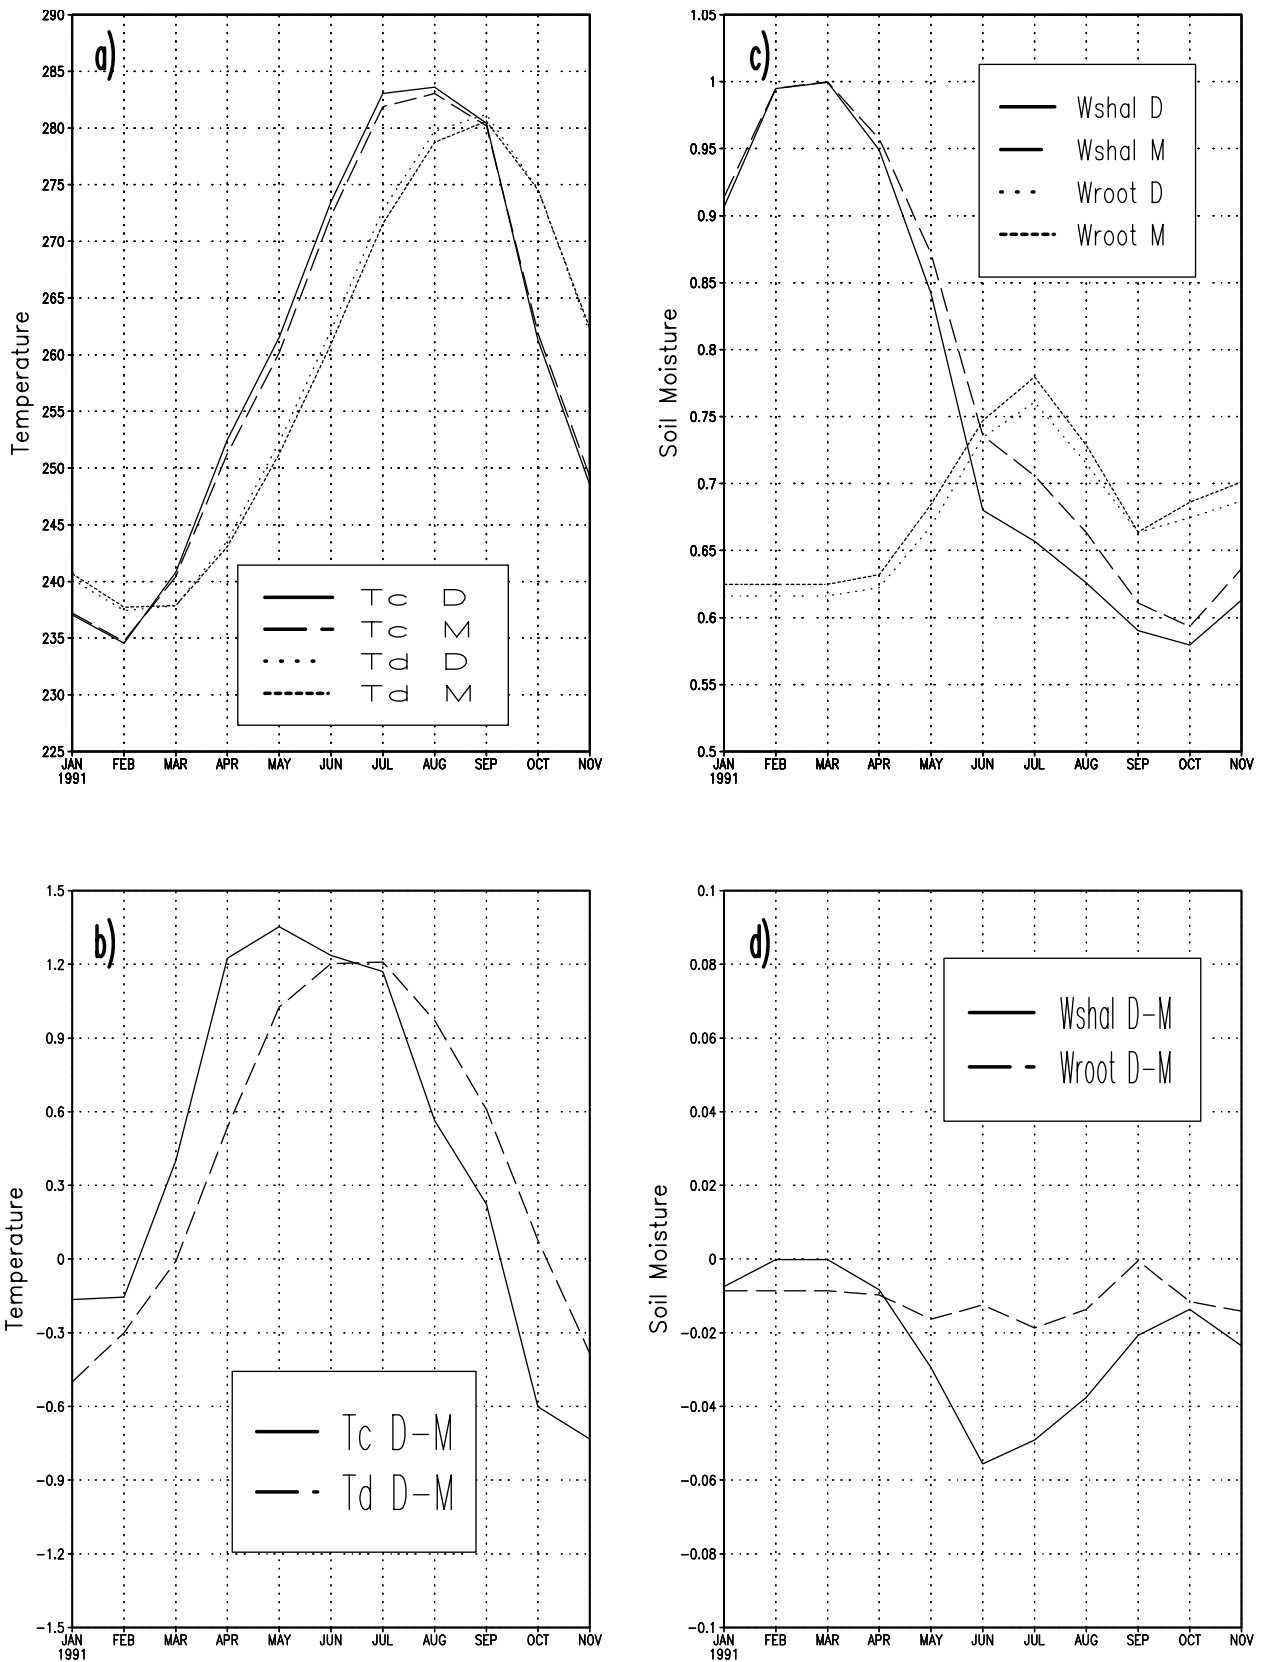 a)
Temperature
290
285
280
275
270
265
260
255
250
245
240
235
230
225
Tc D
Tc M
Td D
Td M
JAN FEB MAR APR MAY JUN JUL AUG SEP OCT NOV
1991
c)
Soil Moisture
1.05
1
0.95
0.9
0.85
0.8
0.75
0.7
0.65
0.6
0.55
0.5
Wshal D
Wshal M
Wroot D
Wroot M
JAN FEB MAR APR MAY JUN JUL AUG SEP OCT NOV
1991
b)
Temperature
1.5
1.2
0.9
0.6
0.3
0
-0.3
-0.6
-0.9
-1.2
-1.5
Tc D-M
Td D-M
JAN FEB MAR APR MAY JUN JUL AUG SEP OCT NOV
1991
d)
Soil Moisture
0.1
0.08
0.06
0.04
0.02
0
-0.02
-0.04
-0.06
-0.08
-0.1
Wshal D-M
Wroot D-M
JAN FEB MAR APR MAY JUN JUL AUG SEP OCT NOV
1991